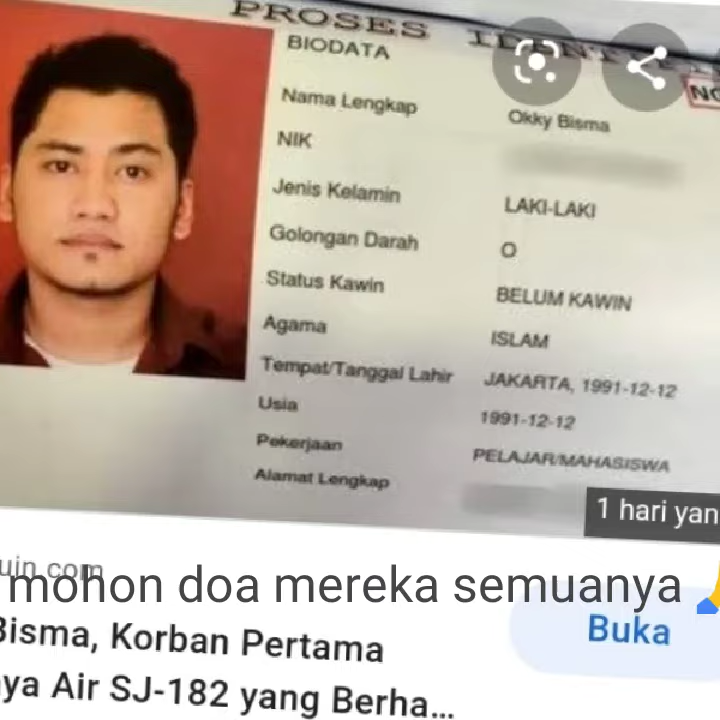 PROSES
BIODATA
Nama Lengkap Okky Bisma
NIK
Jenis Kelamin LAKI-LAKI
Golongan Darah O
Status Kawin BELUM KAWIN
Agama ISLAM
Tempat/Tanggal Lahir JAKARTA, 1991-12-12
Usia 1991-12-12
Pekerjaan PELAJAR/MAHASISWA
Alamat Lengkap
1 hari yan
uin.com
mohon doa mereka semuanya 🙏
Bisma, Korban Pertama
ya Air SJ-182 yang Berha...
Buka